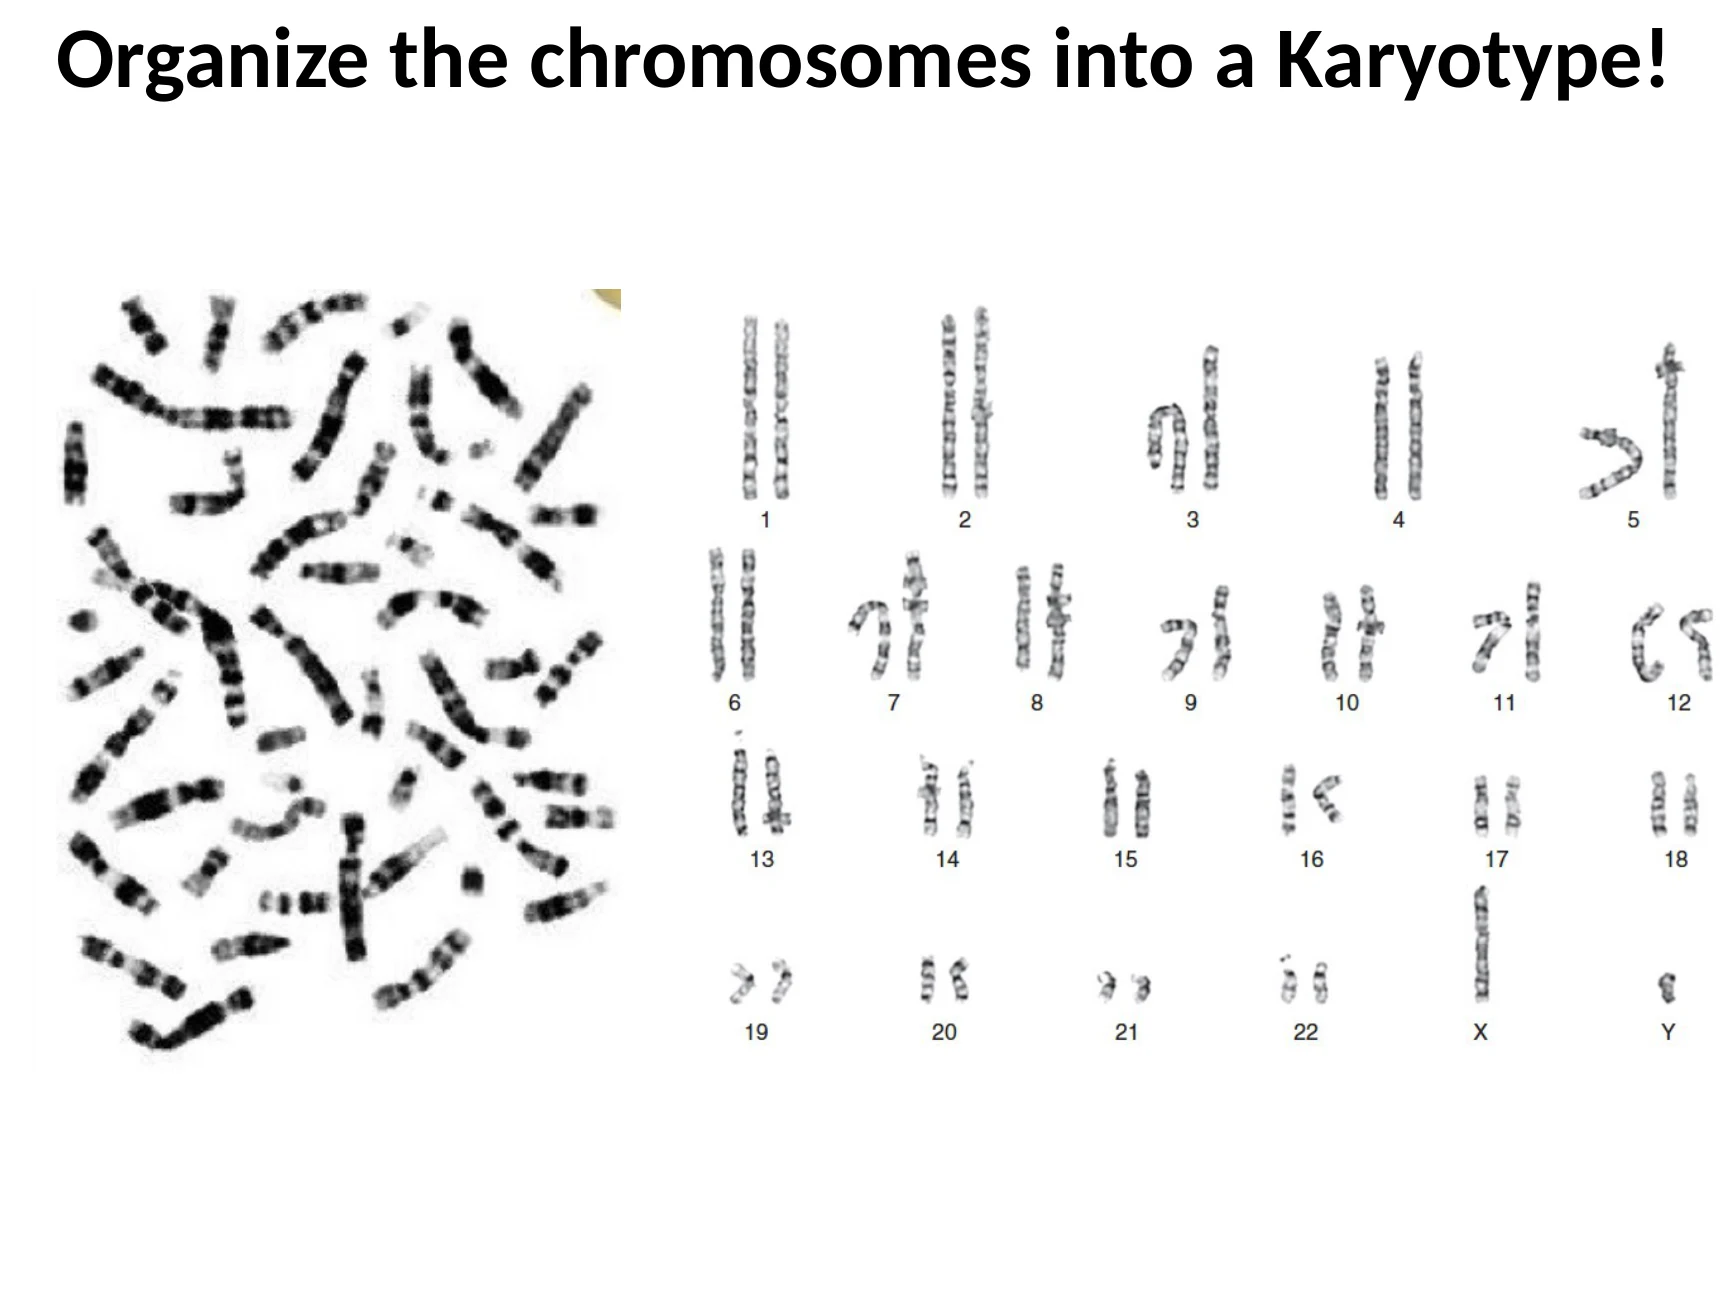 Organize the chromosomes into a Karyotype!
1 2 3 4 5
6 7 8 9 10 11 12
13 14 15 16 17 18
19 20 21 22 X Y